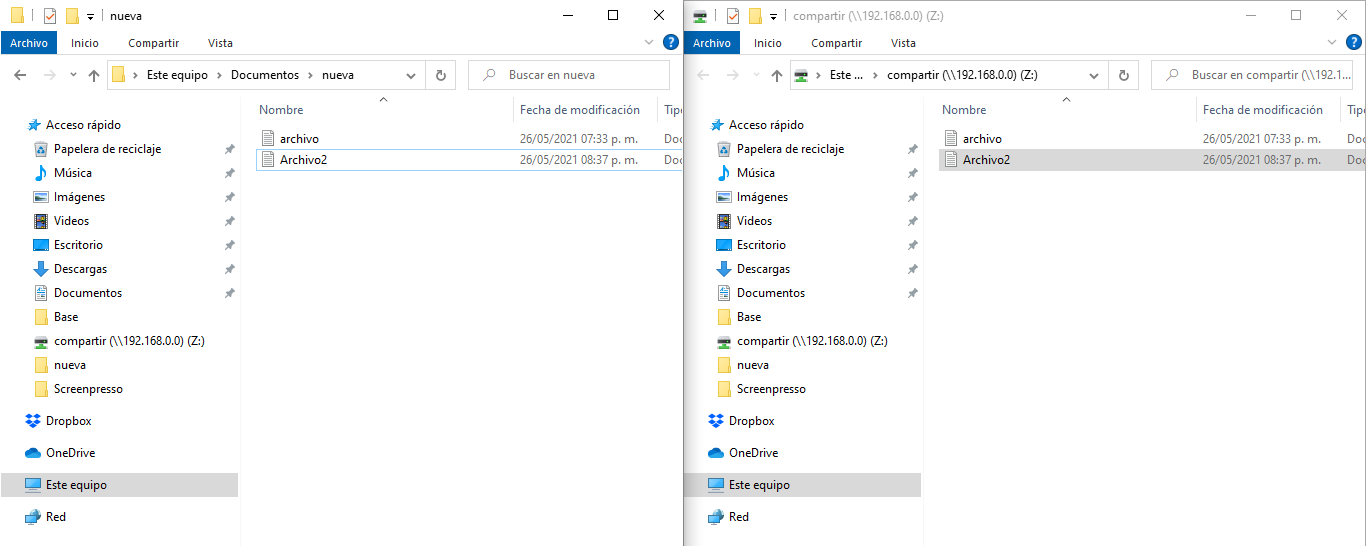 nueva
Archivo Inicio Compartir Vista
Este equipo Documentos nueva Buscar en nueva
Nombre Fecha de modificación Tipo
Acceso rápido
Papelera de reciclaje
Música
Imágenes
Videos
Escritorio
Descargas
Documentos
Base
compartir (\\192.168.0.0) (Z:)
nueva
Screenpresso
Dropbox
OneDrive
Este equipo
Red
archivo 26/05/2021 07:33 p. m. Doc
Archivo2 26/05/2021 08:37 p. m. Doc
compartir (\\192.168.0.0) (Z:)
Archivo Inicio Compartir Vista
Este ... compartir (\\192.168.0.0) (Z:) Buscar en compartir (\\192.1...
Nombre Fecha de modificación Tipo
Acceso rápido
Papelera de reciclaje
Música
Imágenes
Videos
Escritorio
Descargas
Documentos
Base
compartir (\\192.168.0.0) (Z:)
nueva
Screenpresso
Dropbox
OneDrive
Este equipo
Red
archivo 26/05/2021 07:33 p. m. Doc
Archivo2 26/05/2021 08:37 p. m. Doc